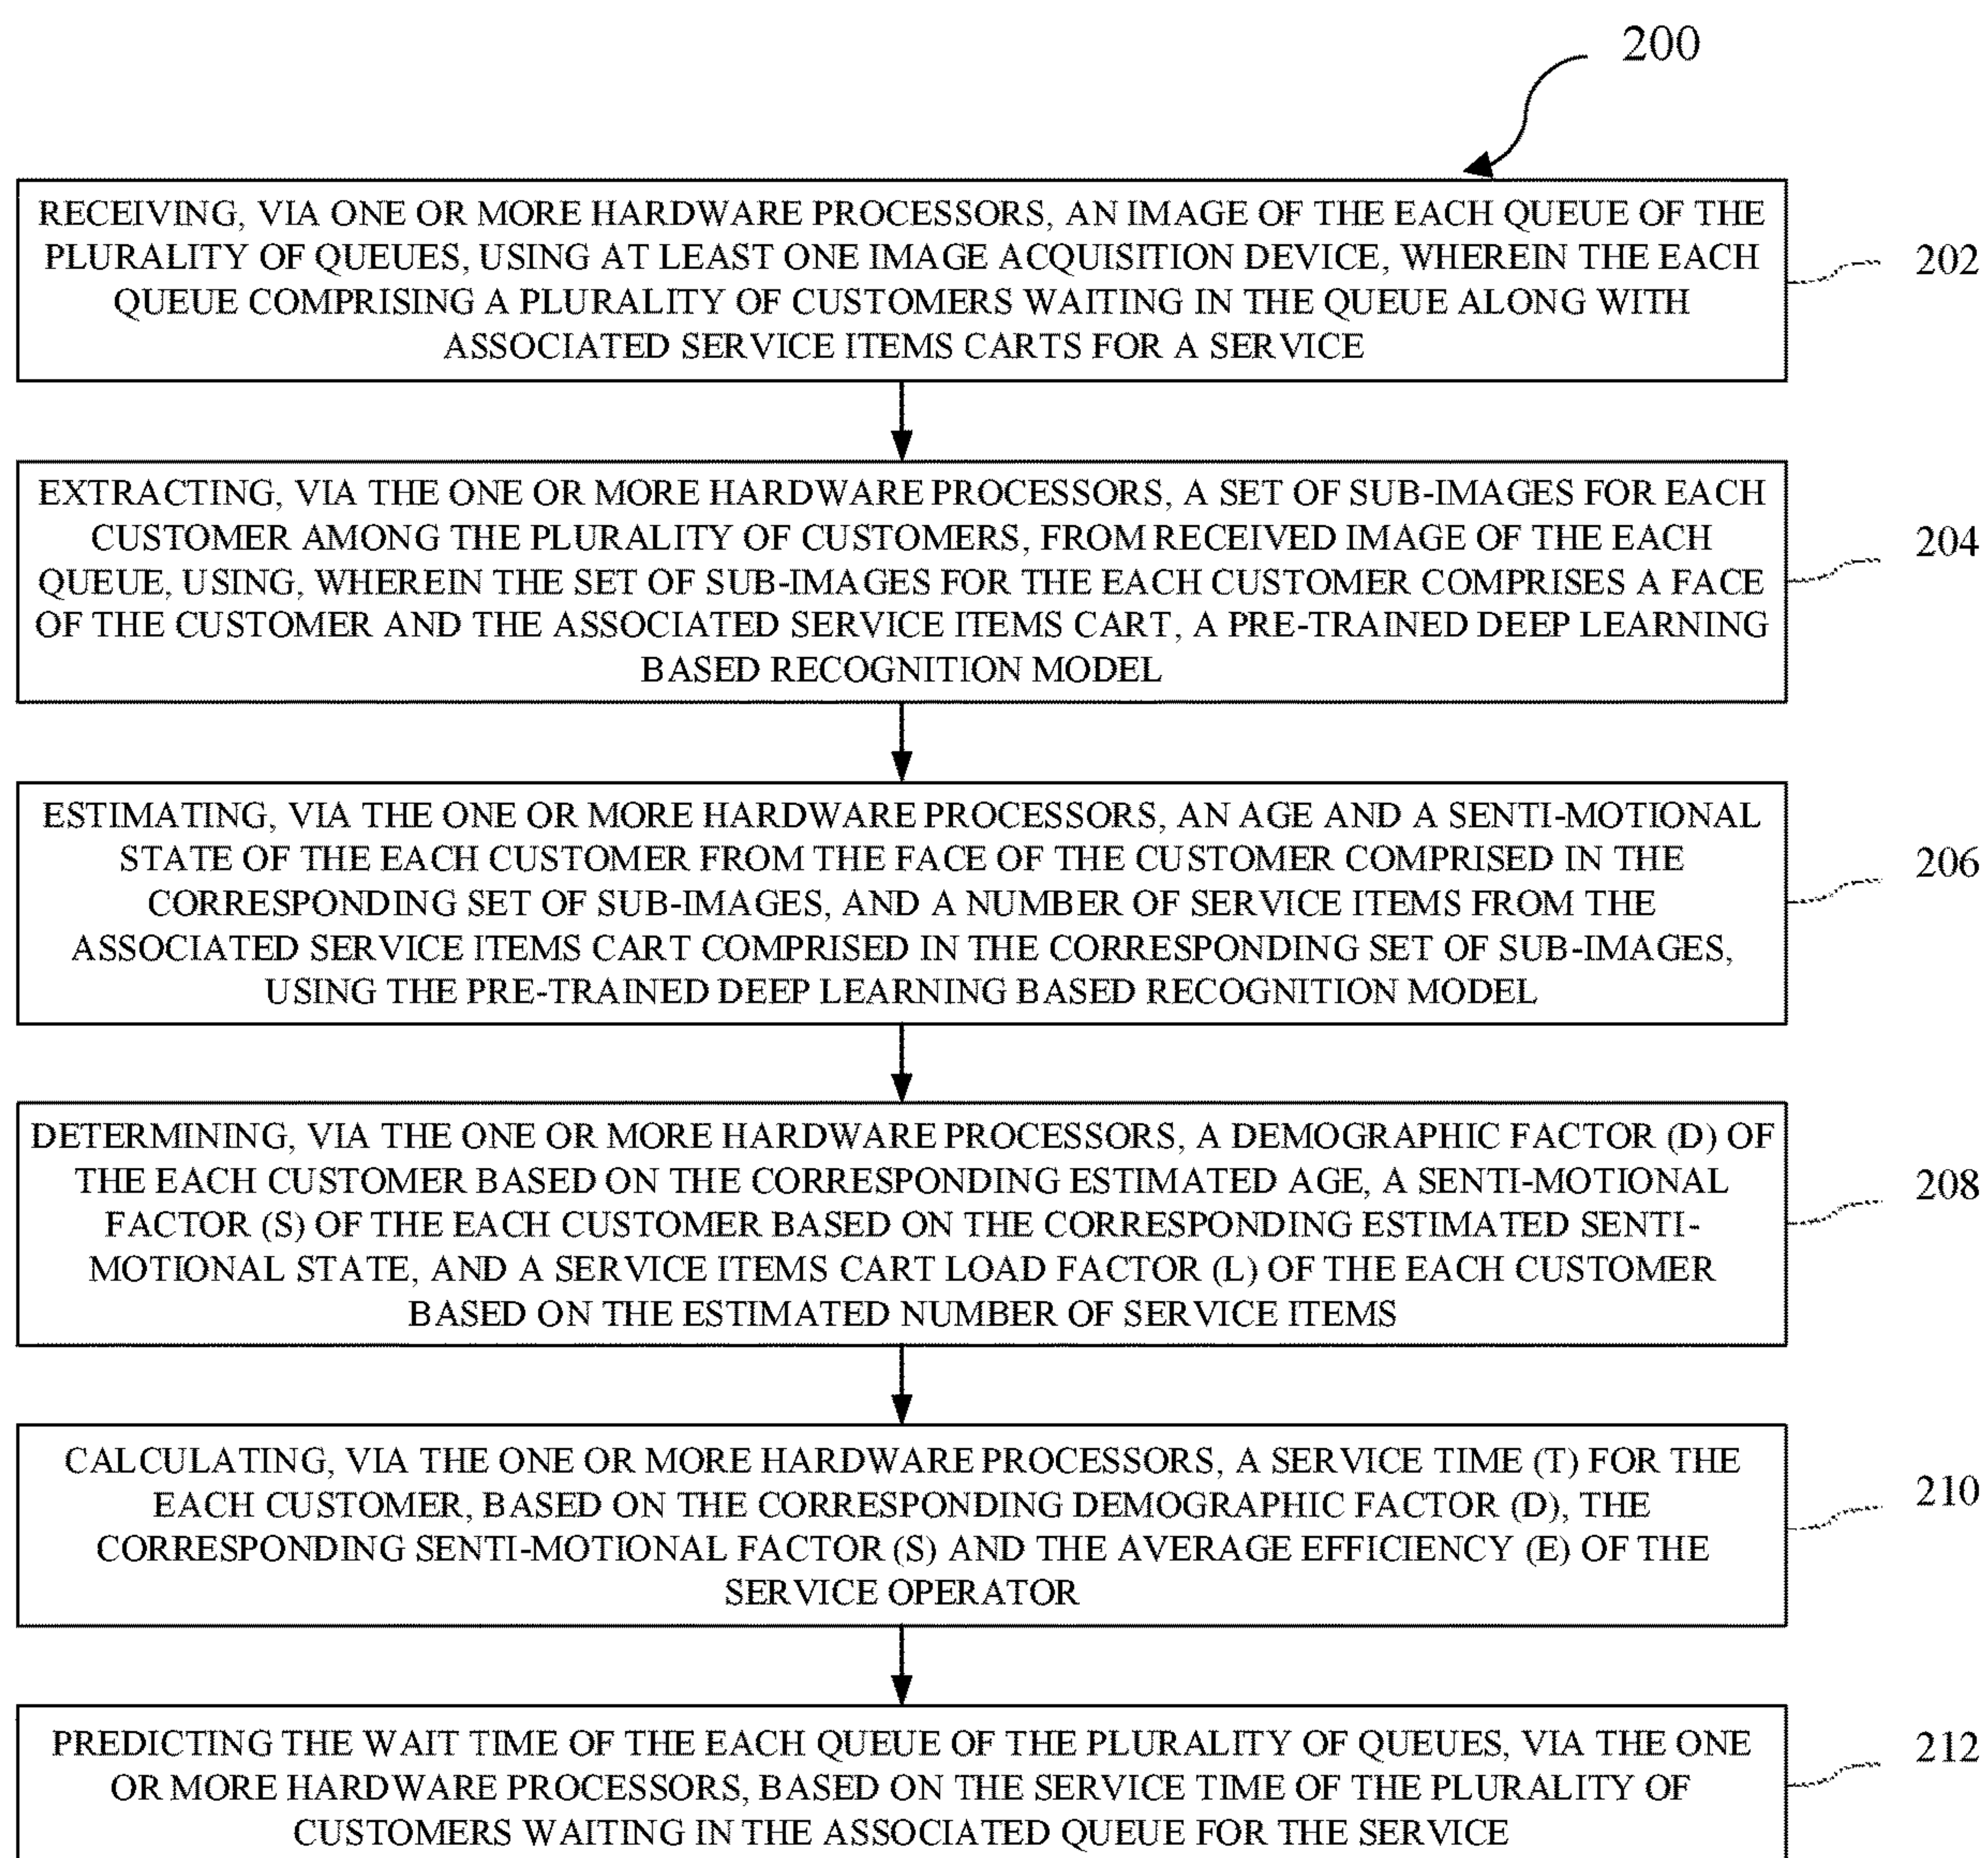 200
RECEIVING, VIA ONE OR MORE HARDWARE PROCESSORS, AN IMAGE OF THE EACH QUEUE OF THE
PLURALITY OF QUEUES, USING AT LEAST ONE IMAGE ACQUISITION DEVICE, WHEREIN THE EACH
QUEUE COMPRISING A PLURALITY OF CUSTOMERS WAITING IN THE QUEUE ALONG WITH
ASSOCIATED SERVICE ITEMS CARTS FOR A SERVICE
202
EXTRACTING, VIA THE ONE OR MORE HARDWARE PROCESSORS, A SET OF SUB-IMAGES FOR EACH
CUSTOMER AMONG THE PLURALITY OF CUSTOMERS, FROM RECEIVED IMAGE OF THE EACH
QUEUE, USING, WHEREIN THE SET OF SUB-IMAGES FOR THE EACH CUSTOMER COMPRISES A FACE
OF THE CUSTOMER AND THE ASSOCIATED SERVICE ITEMS CART, A PRE-TRAINED DEEP LEARNING
BASED RECOGNITION MODEL
204
ESTIMATING, VIA THE ONE OR MORE HARDWARE PROCESSORS, AN AGE AND A SENTI-MOTIONAL
STATE OF THE EACH CUSTOMER FROM THE FACE OF THE CUSTOMER COMPRISED IN THE
CORRESPONDING SET OF SUB-IMAGES, AND A NUMBER OF SERVICE ITEMS FROM THE
ASSOCIATED SERVICE ITEMS CART COMPRISED IN THE CORRESPONDING SET OF SUB-IMAGES,
USING THE PRE-TRAINED DEEP LEARNING BASED RECOGNITION MODEL
206
DETERMINING, VIA THE ONE OR MORE HARDWARE PROCESSORS, A DEMOGRAPHIC FACTOR (D) OF
THE EACH CUSTOMER BASED ON THE CORRESPONDING ESTIMATED AGE, A SENTI-MOTIONAL
FACTOR (S) OF THE EACH CUSTOMER BASED ON THE CORRESPONDING ESTIMATED SENTI-
MOTIONAL STATE, AND A SERVICE ITEMS CART LOAD FACTOR (L) OF THE EACH CUSTOMER
BASED ON THE ESTIMATED NUMBER OF SERVICE ITEMS
208
CALCULATING, VIA THE ONE OR MORE HARDWARE PROCESSORS, A SERVICE TIME (T) FOR THE
EACH CUSTOMER, BASED ON THE CORRESPONDING DEMOGRAPHIC FACTOR (D), THE
CORRESPONDING SENTI-MOTIONAL FACTOR (S) AND THE AVERAGE EFFICIENCY (E) OF THE
SERVICE OPERATOR
210
PREDICTING THE WAIT TIME OF THE EACH QUEUE OF THE PLURALITY OF QUEUES, VIA THE ONE
OR MORE HARDWARE PROCESSORS, BASED ON THE SERVICE TIME OF THE PLURALITY OF
CUSTOMERS WAITING IN THE ASSOCIATED QUEUE FOR THE SERVICE
212